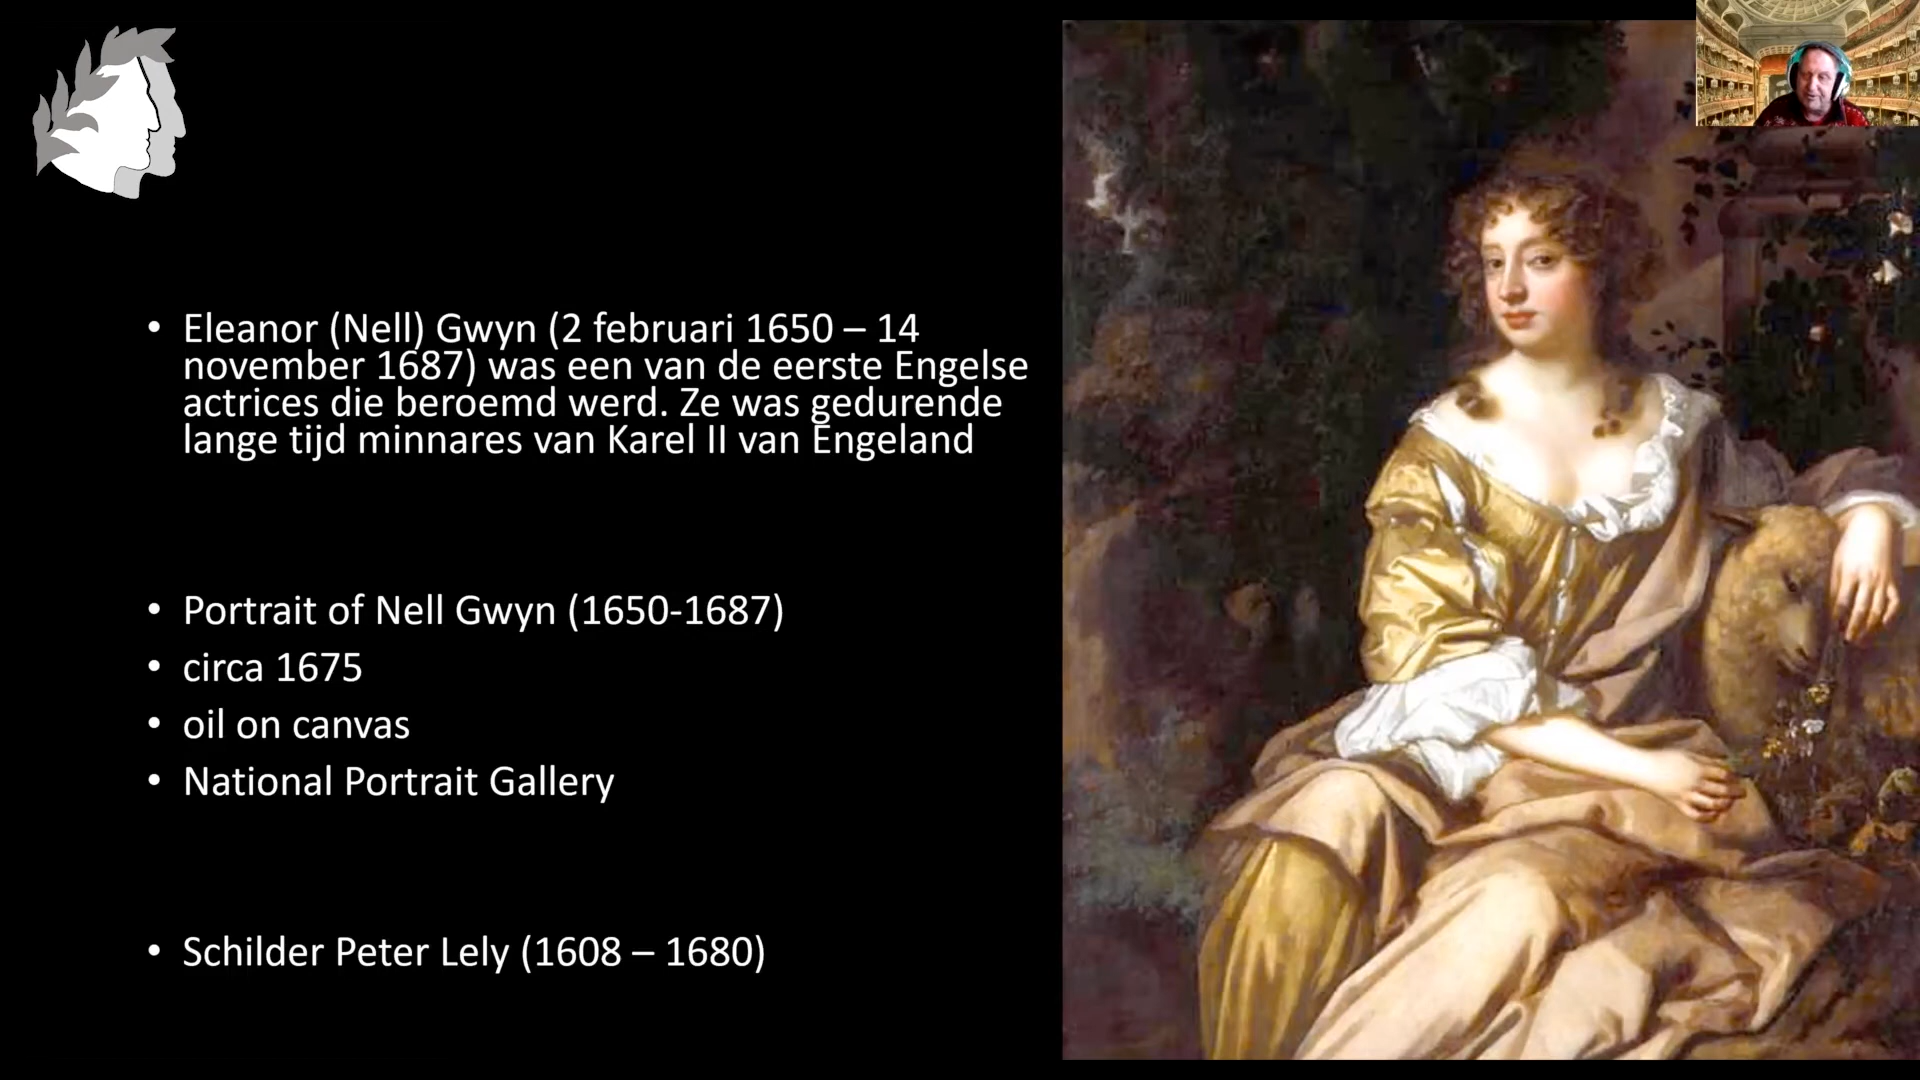 • Eleanor (Nell) Gwyn (2 februari 1650 – 14
november 1687) was een van de eerste Engelse
actrices die beroemd werd. Ze was gedurende
lange tijd minnares van Karel II van Engeland
• Portrait of Nell Gwyn (1650-1687)
• circa 1675
• oil on canvas
• National Portrait Gallery
• Schilder Peter Lely (1608 – 1680)